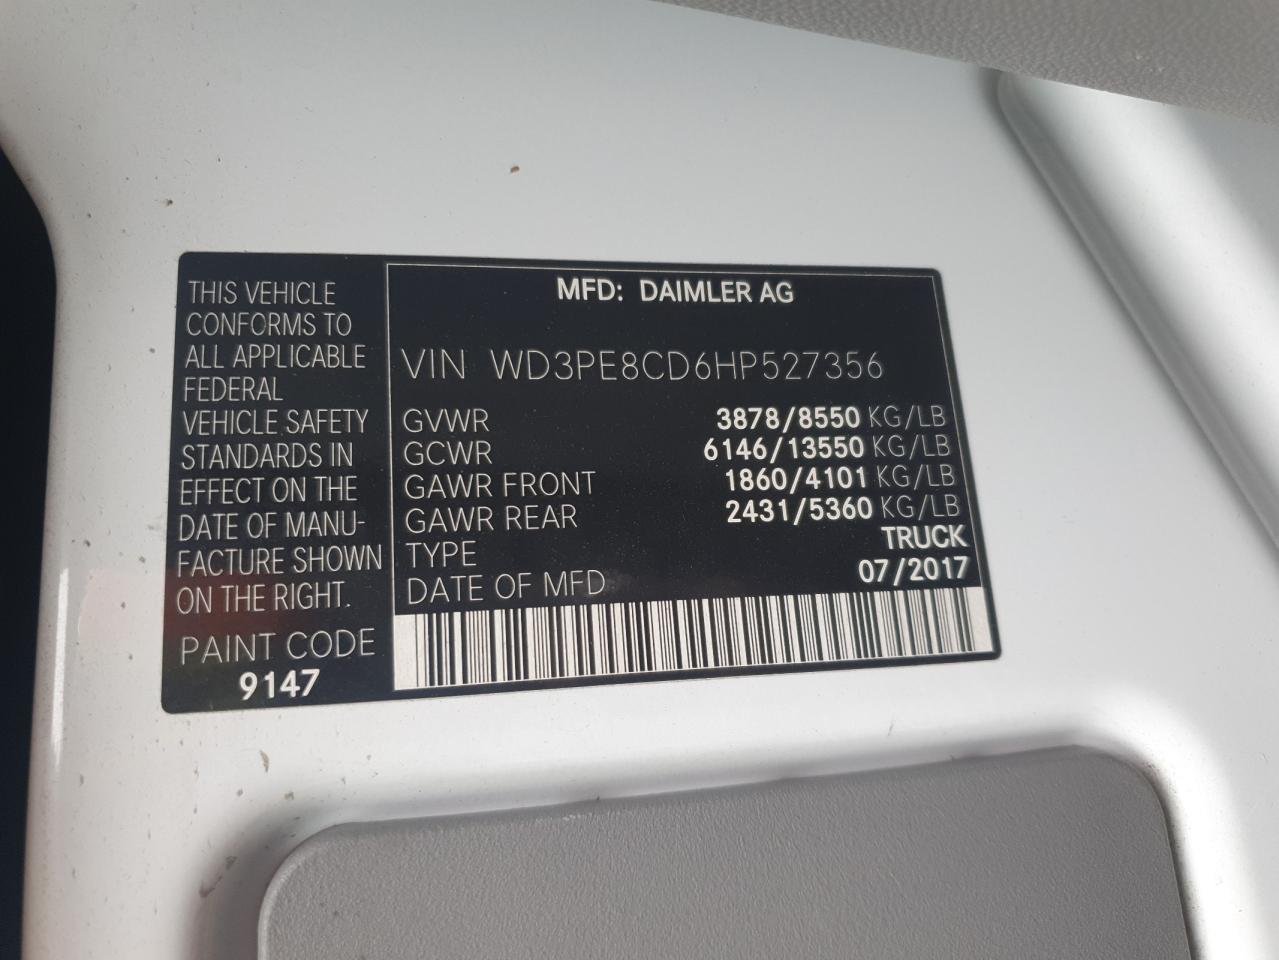 THIS VEHICLE
CONFORMS TO
ALL APPLICABLE
FEDERAL
VEHICLE SAFETY
STANDARDS IN
EFFECT ON THE
DATE OF MANU-
FACTURE SHOWN
ON THE RIGHT.
PAINT CODE
9147
MFD: DAIMLER AG
VIN WD3PE8CD6HP527356
GVWR 3878/8550 KG/LB
GCWR 6146/13550 KG/LB
GAWR FRONT 1860/4101 KG/LB
GAWR REAR 2431/5360 KG/LB
TYPE TRUCK
DATE OF MFD 07/2017